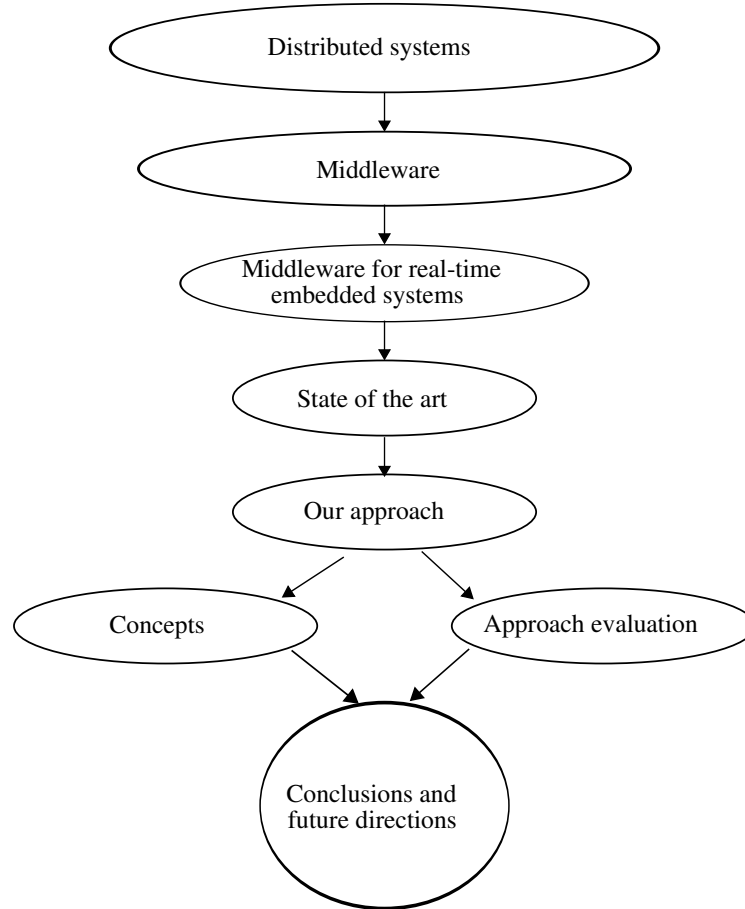 Distributed systems
Middleware
Middleware for real-time
embedded systems
State of the art
Our approach
Concepts
Approach evaluation
Conclusions and
future directions